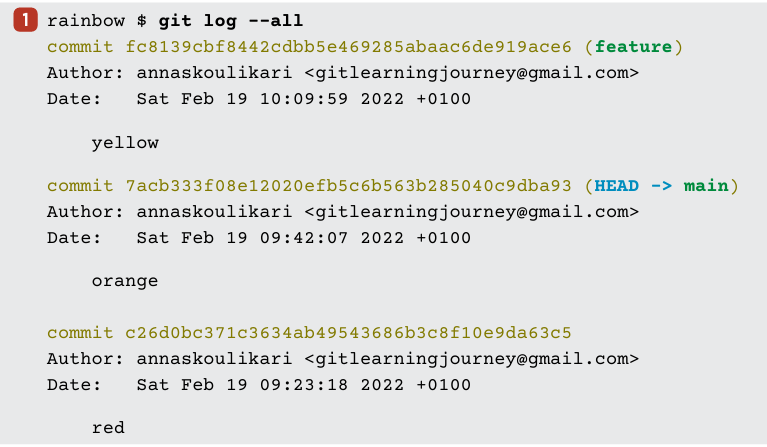 1 rainbow $ git log --all
commit fc8139cbf8442cdbb5e469285abaac6de919ace6 (feature)
Author: annaskoulikari <gitlearningjourney@gmail.com>
Date:   Sat Feb 19 10:09:59 2022 +0100
yellow
commit 7acb333f08e12020efb5c6b563b285040c9dba93 (HEAD -> main)
Author: annaskoulikari <gitlearningjourney@gmail.com>
Date:   Sat Feb 19 09:42:07 2022 +0100
orange
commit c26d0bc371c3634ab49543686b3c8f10e9da63c5
Author: annaskoulikari <gitlearningjourney@gmail.com>
Date:   Sat Feb 19 09:23:18 2022 +0100
red